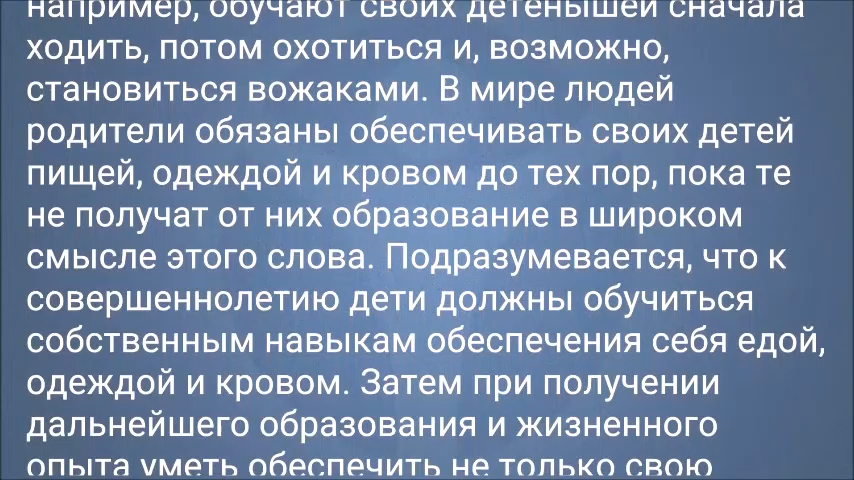 например, обучают своих детенышей сначала
ходить, потом охотиться и, возможно,
становиться вожаками. В мире людей
родители обязаны обеспечивать своих детей
пищей, одеждой и кровом до тех пор, пока те
не получат от них образование в широком
смысле этого слова. Подразумевается, что к
совершеннолетию дети должны обучиться
собственным навыкам обеспечения себя едой,
одеждой и кровом. Затем при получении
дальнейшего образования и жизненного
опыта уметь обеспечить не только свою